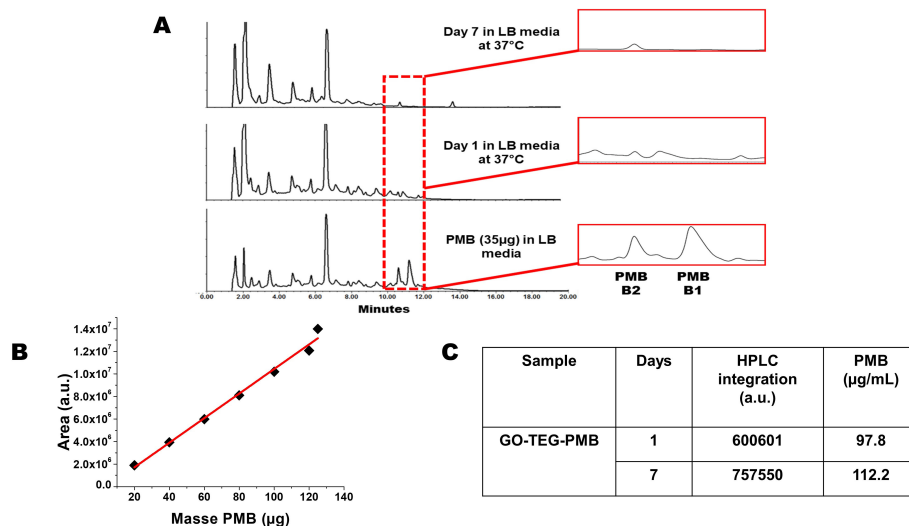 A
Day 7 in LB media
at 37°C
Day 1 in LB media
at 37°C
PMB (35µg) in LB
media
PMB
B2
PMB
B1
0.00 2.00 4.00 6.00 8.00 10.00 12.00 14.00 16.00 18.00 20.00
Minutes
B
Area (a.u.)
1.4x10⁷
1.2x10⁷
1.0x10⁷
8.0x10⁶
6.0x10⁶
4.0x10⁶
2.0x10⁶
0.0
20 40 60 80 100 120 140
Masse PMB (µg)
C
Sample Days HPLC integration (a.u.) PMB (µg/mL)
GO-TEG-PMB 1 600601 97.8
7 757550 112.2